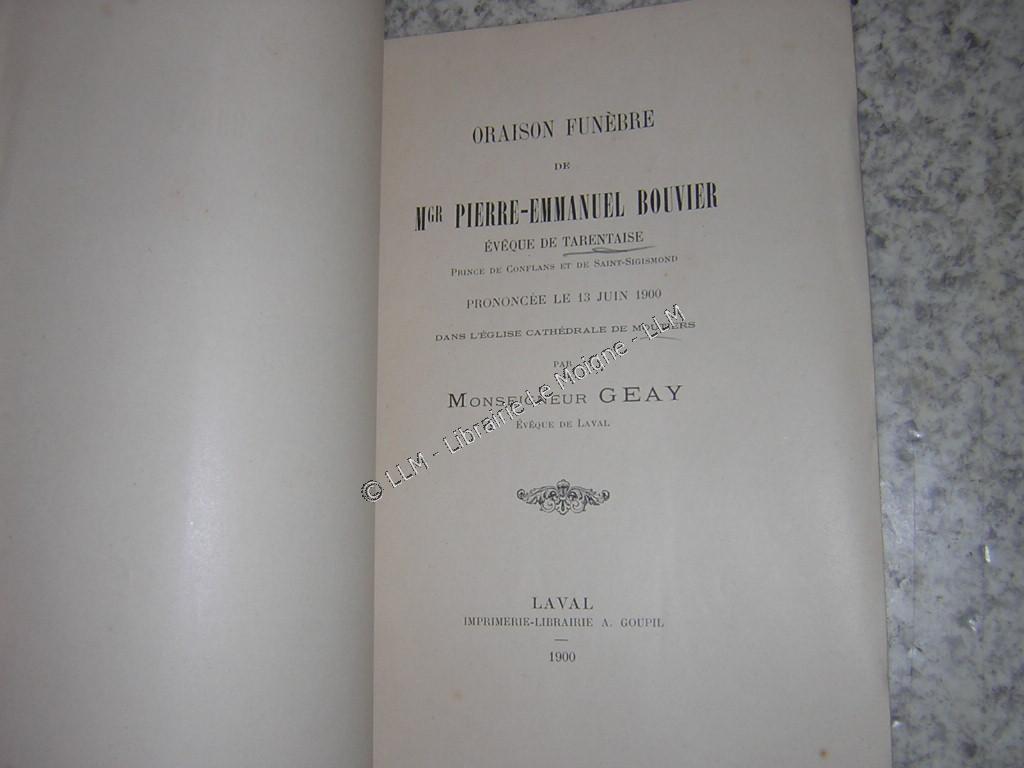 ORAISON FUNÈBRE
DE
MGR PIERRE-EMMANUEL BOUVIER
ÉVÊQUE DE TARENTAISE
PRINCE DE CONFLANS ET DE SAINT-SIGISMOND
PRONONCÉE LE 13 JUIN 1900
DANS L'ÉGLISE CATHÉDRALE DE MOUTIERS
PAR
MONSEIGNEUR GEAY
ÉVÊQUE DE LAVAL
LAVAL
IMPRIMERIE-LIBRAIRIE A. GOUPIL
1900
© LLM - Librairie Le Moigne - LLM